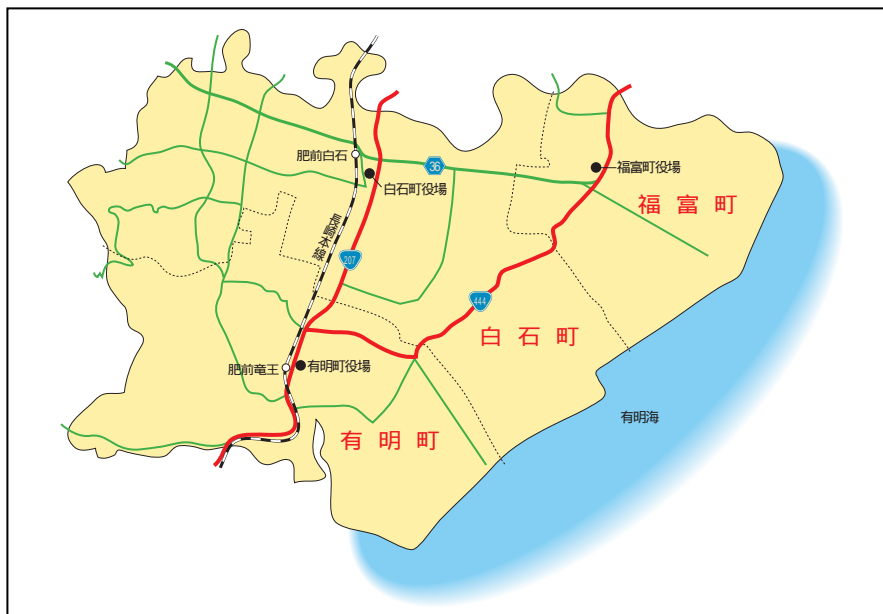 肥前白石
36
福富町役場
白石町役場
福富町
長崎本線
207
444
白石町
肥前竜王
有明町役場
有明海
有明町